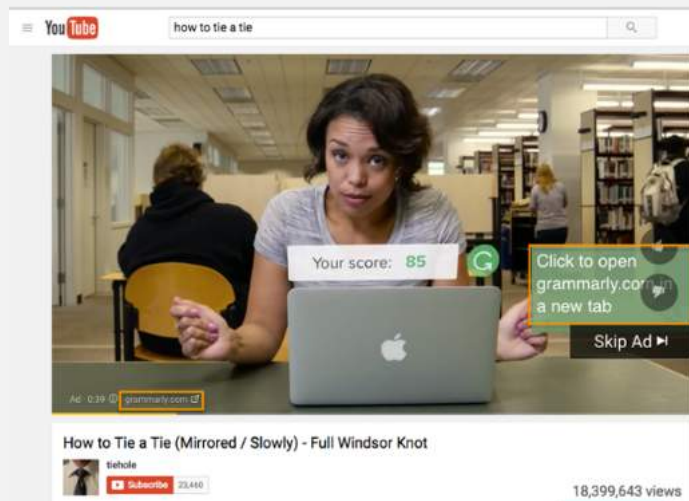 YouTube
how to tie a tie
Your score: 85
Click to open
grammarly.com in
a new tab
Skip Ad
Ad · 0:39
grammarly.com
How to Tie a Tie (Mirrored / Slowly) - Full Windsor Knot
tiehole
Subscribe 23,460
18,399,643 views